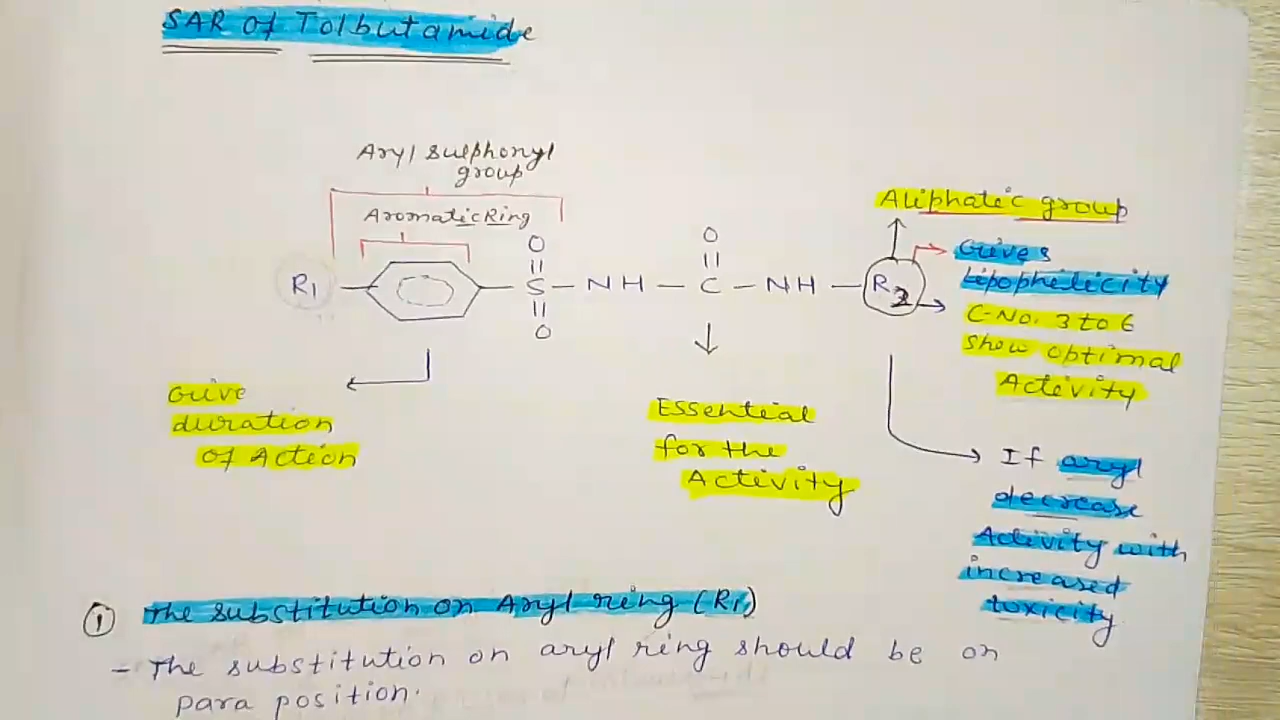 SAR of Tolbutamide
Aryl sulphonyl
group
Aromatic Ring
O
O
R1
S
NH
C
NH
R2
O
Aliphatic group
Gives
Lipophilicity
C-No. 3 to 6
show optimal
Activity
Give
duration
of Action
Essential
for the
Activity
If aryl
decrease
Activity with
increased
toxicity
① The substitution on Aryl ring (R1)
- The substitution on aryl ring should be on
para position.